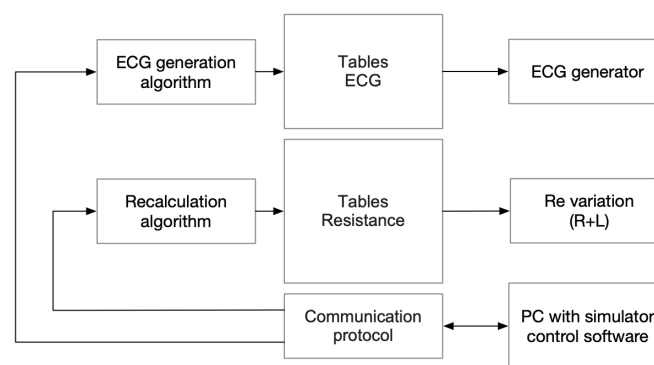 ECG generation
algorithm
Tables
ECG
ECG generator
Recalculation
algorithm
Tables
Resistance
Re variation
(R+L)
Communication
protocol
PC with simulator
control software